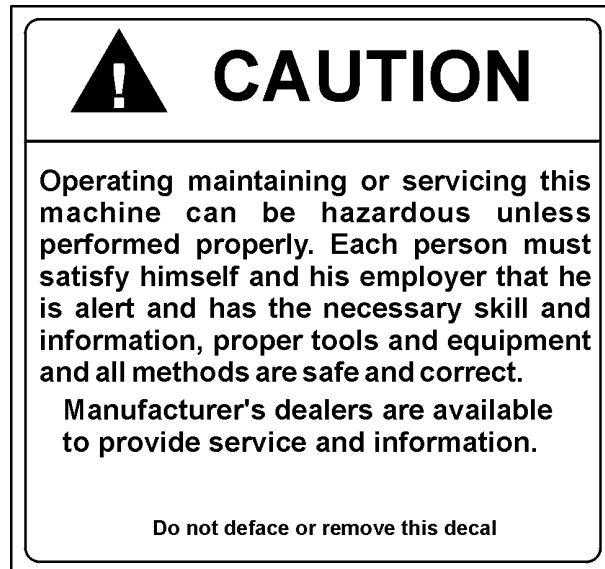 CAUTION
Operating maintaining or servicing this
machine can be hazardous unless
performed properly. Each person must
satisfy himself and his employer that he
is alert and has the necessary skill and
information, proper tools and equipment
and all methods are safe and correct.
Manufacturer's dealers are available
to provide service and information.
Do not deface or remove this decal